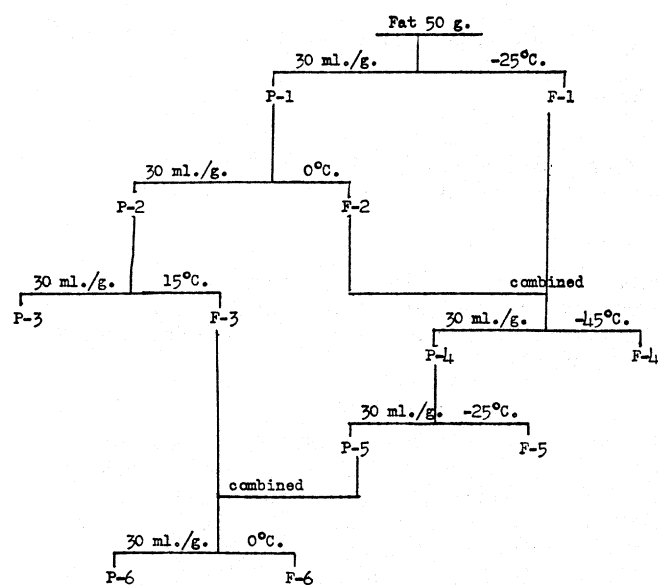 Fat 50 g.
30 ml./g. -25°C.
P-1 F-1
30 ml./g. 0°C.
P-2 F-2
combined
30 ml./g. 15°C.
P-3 F-3
30 ml./g. -45°C.
P-4 F-4
30 ml./g. -25°C.
P-5 F-5
combined
30 ml./g. 0°C.
P-6 F-6